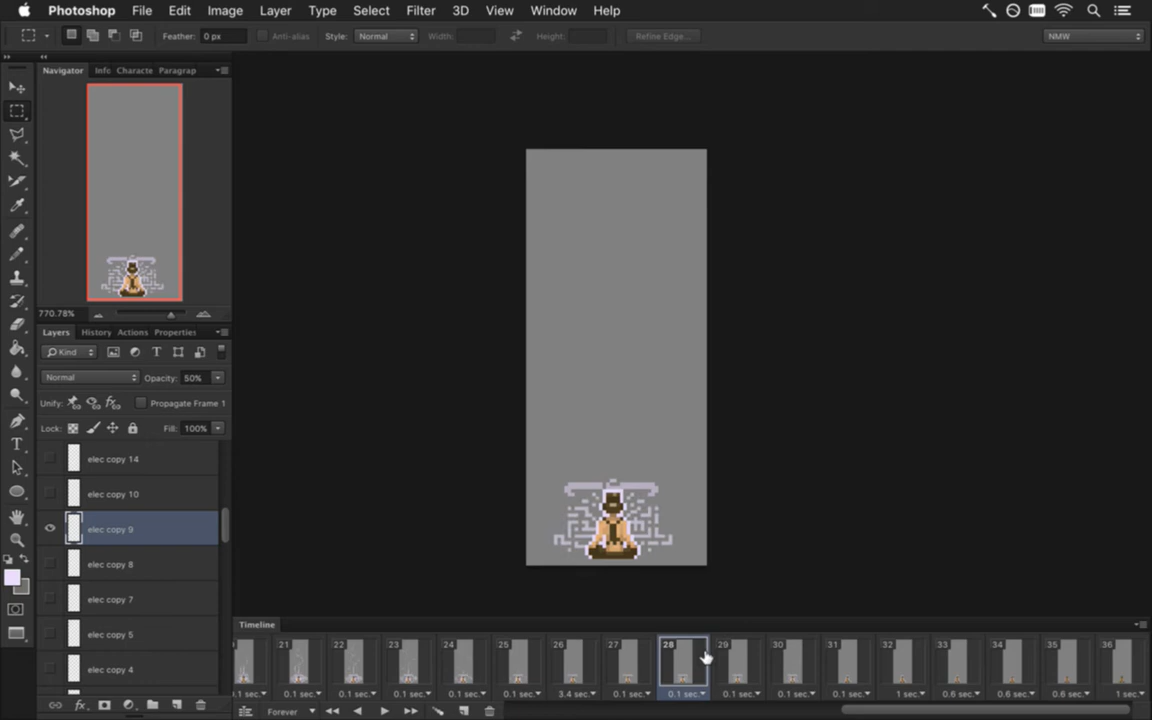 Photoshop File Edit Image Layer Type Select Filter 3D View Window Help
Feather: 0 px Anti-alias Style: Normal Width: Height: Refine Edge... NMW
Navigator Info Characte Paragrap
770.78%
Layers History Actions Properties
Kind T
Normal Opacity: 50%
Unify: Propagate Frame 1
Lock: Fill: 100%
elec copy 14
elec copy 10
elec copy 9
elec copy 8
elec copy 7
elec copy 5
elec copy 4
fx
Timeline
21 22 23 24 25 26 27 28 29 30 31 32 33 34 35 36
0.1 sec. 0.1 sec. 0.1 sec. 0.1 sec. 0.1 sec. 0.1 sec. 3.4 sec. 0.1 sec. 0.1 sec. 0.1 sec. 0.1 sec. 0.1 sec. 1 sec. 0.6 sec. 0.6 sec. 0.6 sec. 1 sec.
Forever